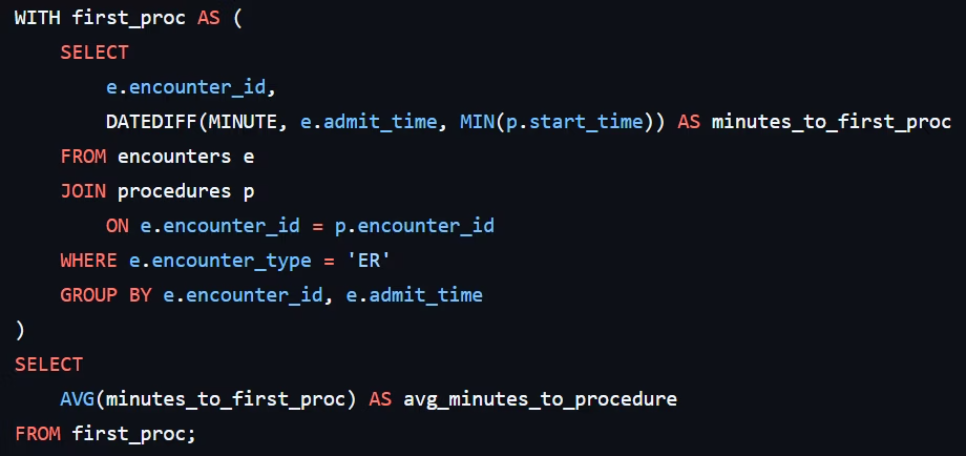 WITH first_proc AS (
    SELECT
        e.encounter_id,
        DATEDIFF(MINUTE, e.admit_time, MIN(p.start_time)) AS minutes_to_first_proc
    FROM encounters e
    JOIN procedures p
        ON e.encounter_id = p.encounter_id
    WHERE e.encounter_type = 'ER'
    GROUP BY e.encounter_id, e.admit_time
)
SELECT
    AVG(minutes_to_first_proc) AS avg_minutes_to_procedure
FROM first_proc;